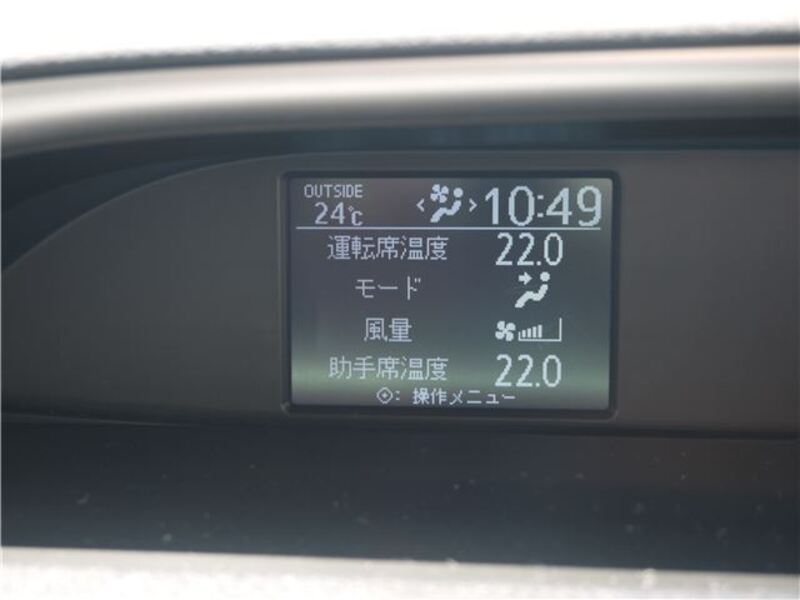 OUTSIDE
24℃ 10:49
運転席温度 22.0
モード
風量
助手席温度 22.0
: 操作メニュー